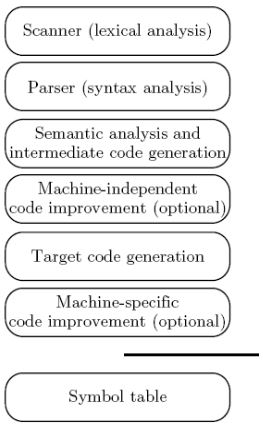 Scanner (lexical analysis)
Parser (syntax analysis)
Semantic analysis and
intermediate code generation
Machine-independent
code improvement (optional)
Target code generation
Machine-specific
code improvement (optional)
Symbol table